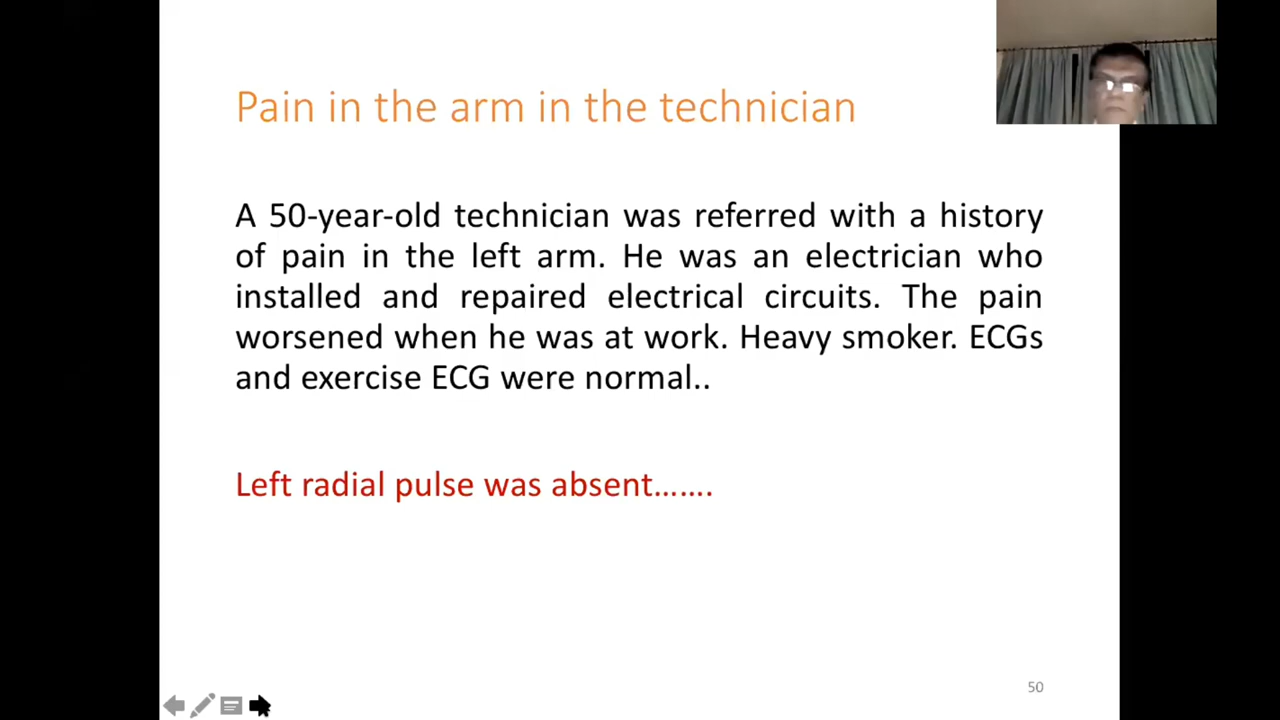 Pain in the arm in the technician
A 50-year-old technician was referred with a history
of pain in the left arm. He was an electrician who
installed and repaired electrical circuits. The pain
worsened when he was at work. Heavy smoker. ECGs
and exercise ECG were normal..
Left radial pulse was absent…….
50